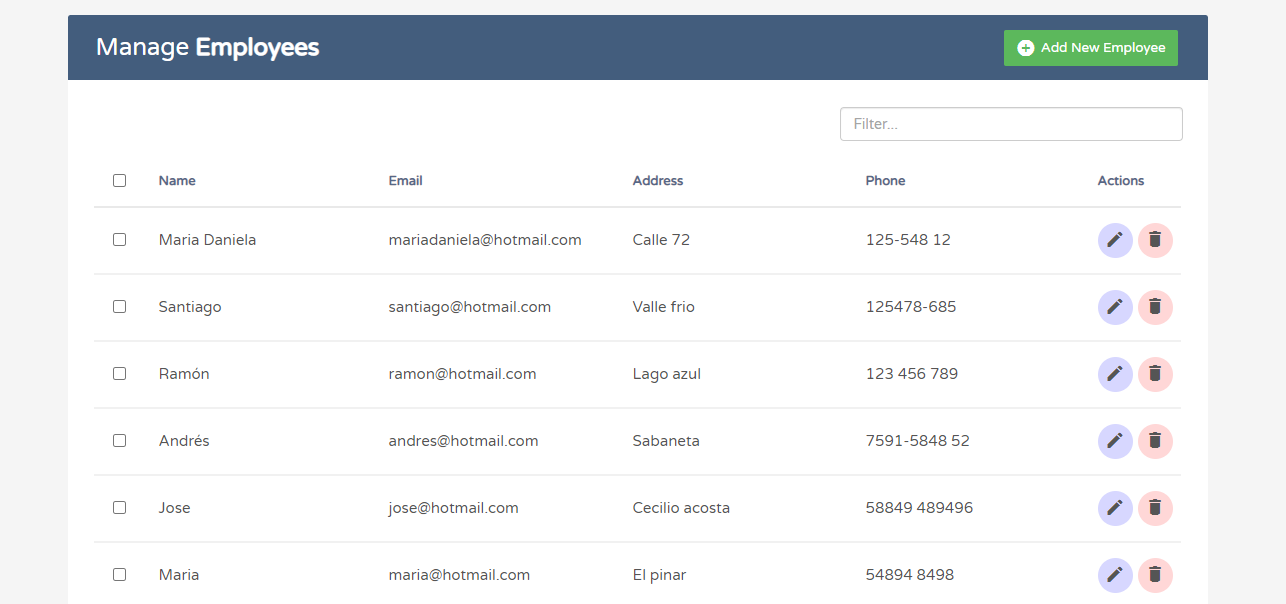 Manage Employees
Add New Employee
Filter...
Name Email Address Phone Actions
Maria Daniela mariadaniela@hotmail.com Calle 72 125-548 12
Santiago santiago@hotmail.com Valle frio 125478-685
Ramón ramon@hotmail.com Lago azul 123 456 789
Andrés andres@hotmail.com Sabaneta 7591-5848 52
Jose jose@hotmail.com Cecilio acosta 58849 489496
Maria maria@hotmail.com El pinar 54894 8498